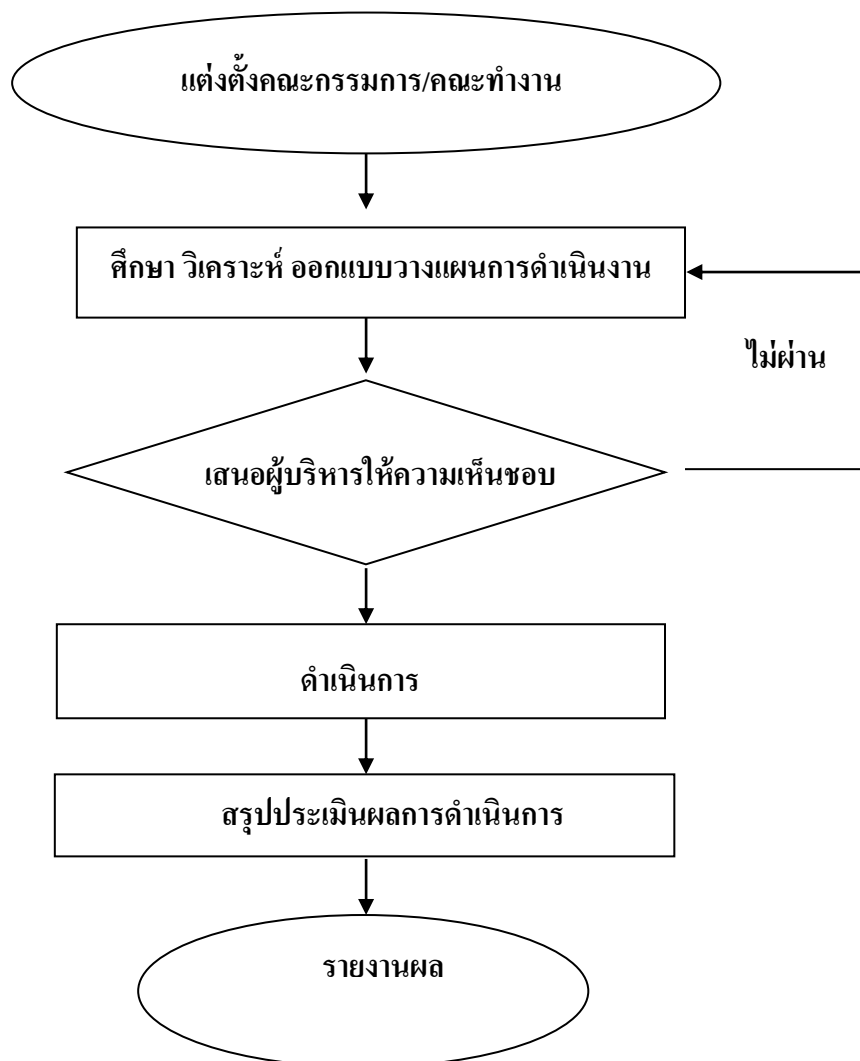 แต่งตั้งคณะกรรมการ/คณะทำงาน
ศึกษา วิเคราะห์ ออกแบบวางแผนการดำเนินงาน
ไม่ผ่าน
เสนอผู้บริหารให้ความเห็นชอบ
ดำเนินการ
สรุปประเมินผลการดำเนินการ
รายงานผล